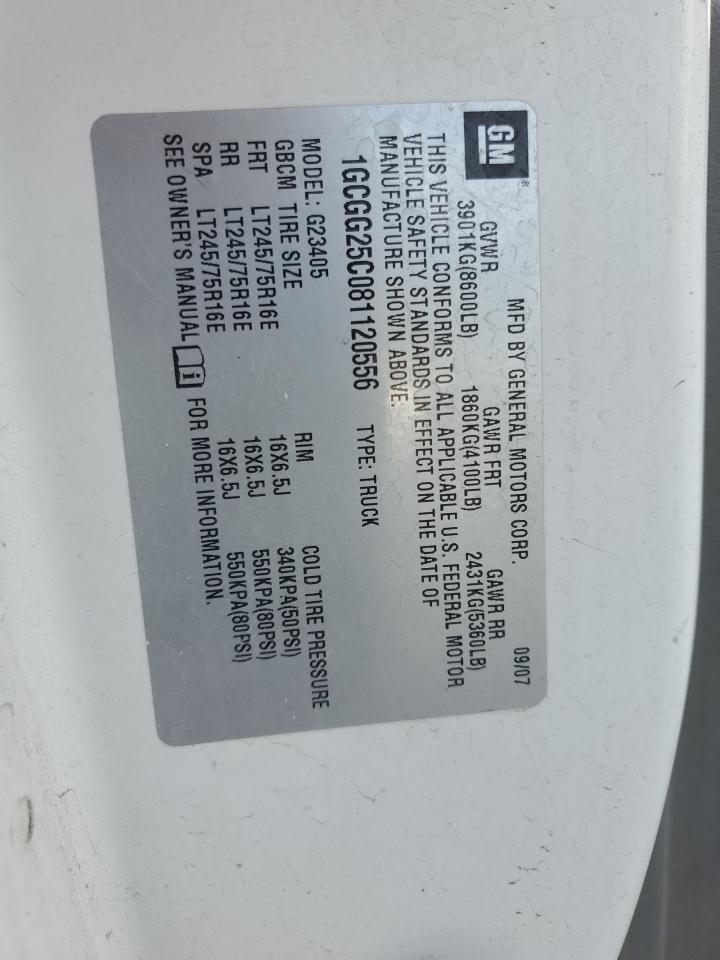 GM® MFD BY GENERAL MOTORS CORP. 09/07
GVWR GAWR FRT GAWR RR
3901KG(8600LB) 1860KG(4100LB) 2431KG(5360LB)
THIS VEHICLE CONFORMS TO ALL APPLICABLE U.S. FEDERAL MOTOR
VEHICLE SAFETY STANDARDS IN EFFECT ON THE DATE OF
MANUFACTURE SHOWN ABOVE.
1GCGG25C081120556 TYPE: TRUCK
MODEL: G23405
GBCM TIRE SIZE RIM COLD TIRE PRESSURE
FRT LT245/75R16E 16X6.5J 340KPA(50PSI)
RR LT245/75R16E 16X6.5J 550KPA(80PSI)
SPA LT245/75R16E 16X6.5J 550KPA(80PSI)
SEE OWNER'S MANUAL i FOR MORE INFORMATION.